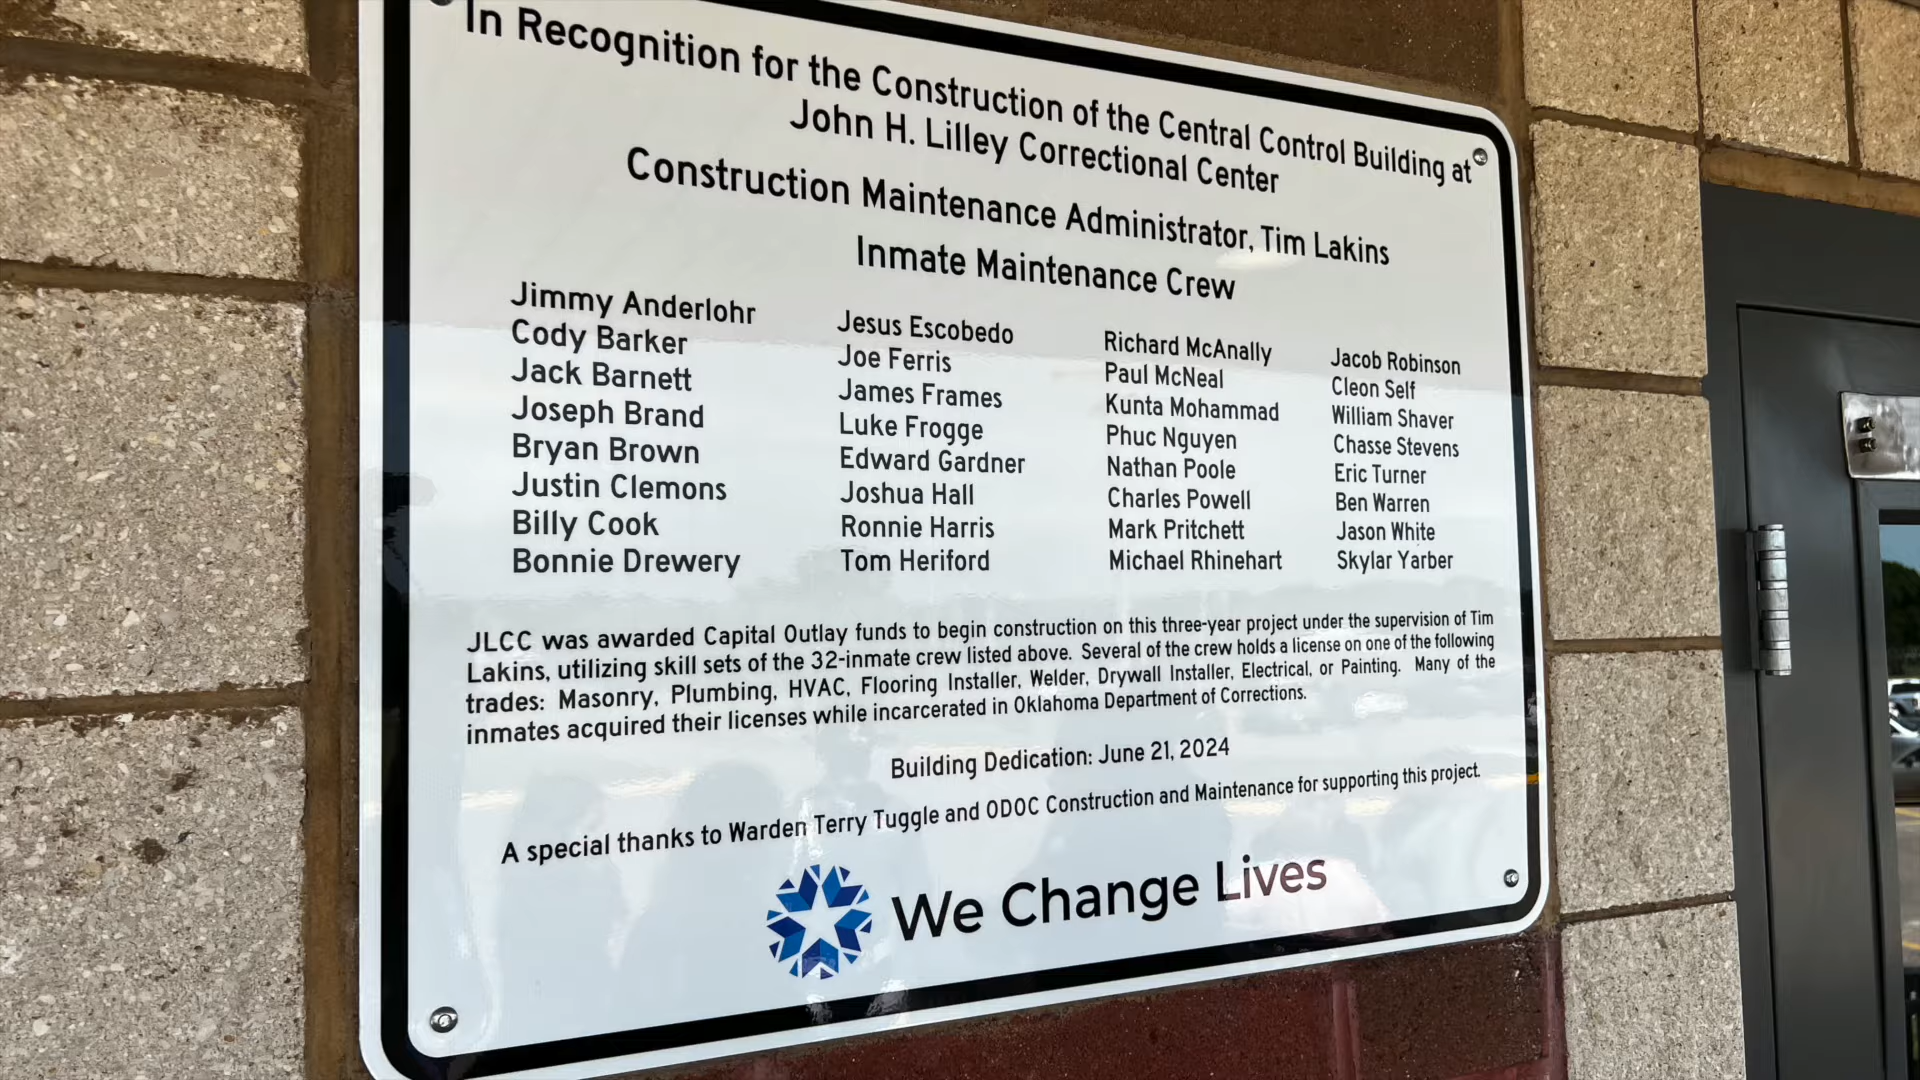 In Recognition for the Construction of the Central Control Building at
John H. Lilley Correctional Center
Construction Maintenance Administrator, Tim Lakins
Inmate Maintenance Crew
Jimmy Anderlohr
Cody Barker
Jack Barnett
Joseph Brand
Bryan Brown
Justin Clemons
Billy Cook
Bonnie Drewery
Jesus Escobedo
Joe Ferris
James Frames
Luke Frogge
Edward Gardner
Joshua Hall
Ronnie Harris
Tom Heriford
Richard McAnally
Paul McNeal
Kunta Mohammad
Phuc Nguyen
Nathan Poole
Charles Powell
Mark Pritchett
Michael Rhinehart
Jacob Robinson
Cleon Self
William Shaver
Chasse Stevens
Eric Turner
Ben Warren
Jason White
Skylar Yarber
JLCC was awarded Capital Outlay funds to begin construction on this three-year project under the supervision of Tim
Lakins, utilizing skill sets of the 32-inmate crew listed above. Several of the crew holds a license on one of the following
trades: Masonry, Plumbing, HVAC, Flooring Installer, Welder, Drywall Installer, Electrical, or Painting. Many of the
inmates acquired their licenses while incarcerated in Oklahoma Department of Corrections.
Building Dedication: June 21, 2024
A special thanks to Warden Terry Tuggle and ODOC Construction and Maintenance for supporting this project.
We Change Lives